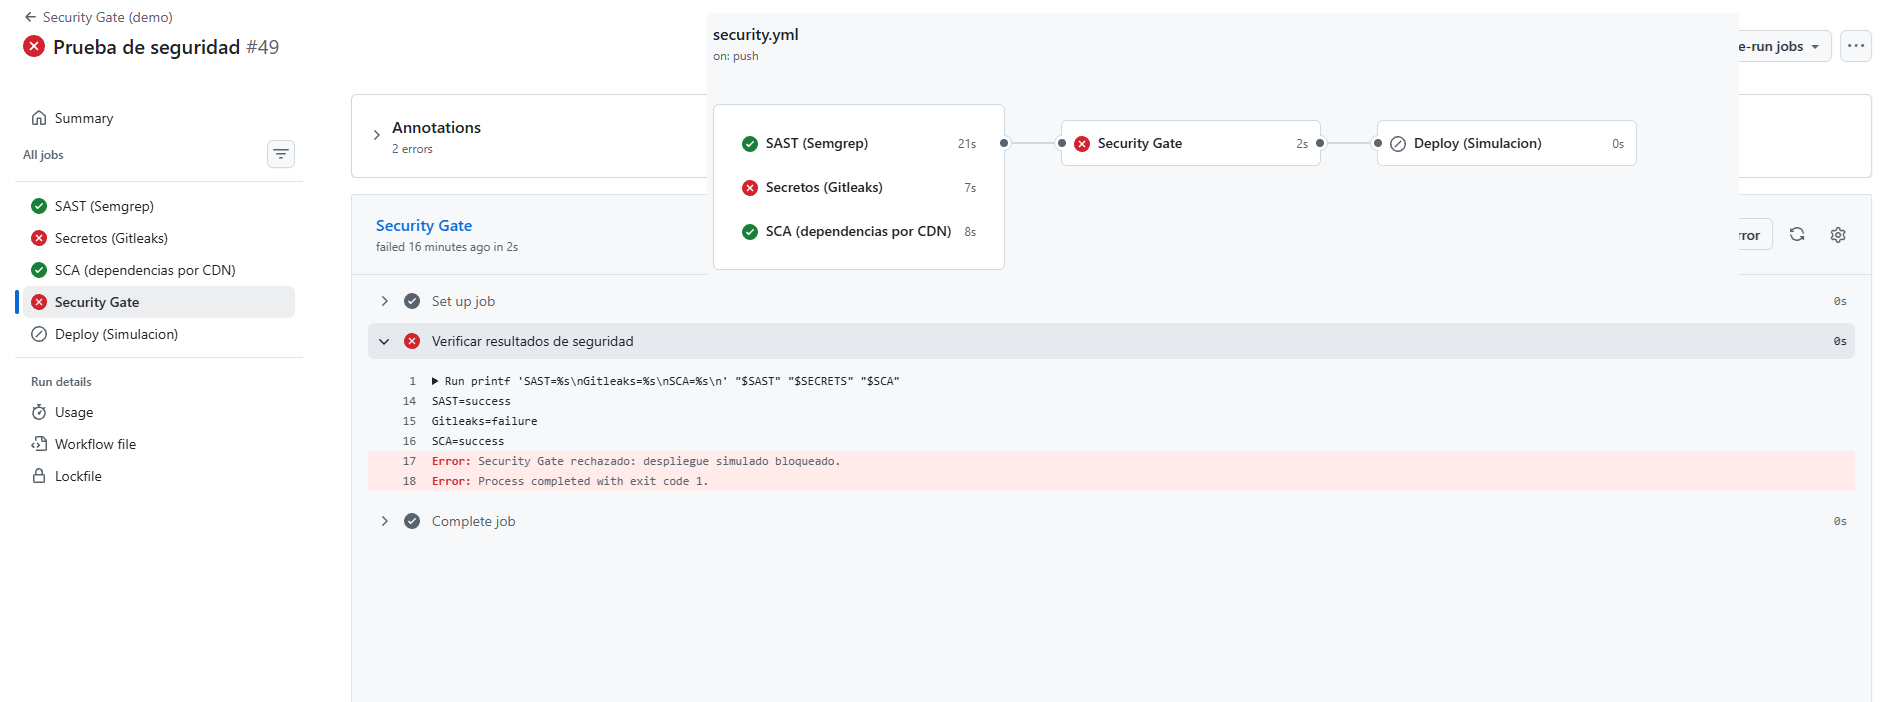 Security Gate (demo)
Prueba de seguridad #49
Summary
All jobs
SAST (Semgrep)
Secretos (Gitleaks)
SCA (dependencias por CDN)
Security Gate
Deploy (Simulacion)
Run details
Usage
Workflow file
Lockfile
security.yml
on: push
SAST (Semgrep) 21s
Secretos (Gitleaks) 7s
SCA (dependencias por CDN) 8s
Security Gate 2s
Deploy (Simulacion) 0s
e-run jobs
Annotations
2 errors
Security Gate
failed 16 minutes ago in 2s
rror
Set up job 0s
Verificar resultados de seguridad 0s
1 Run printf 'SAST=%s\nGitleaks=%s\nSCA=%s\n' "$SAST" "$SECRETS" "$SCA"
14 SAST=success
15 Gitleaks=failure
16 SCA=success
17 Error: Security Gate rechazado: despliegue simulado bloqueado.
18 Error: Process completed with exit code 1.
Complete job 0s